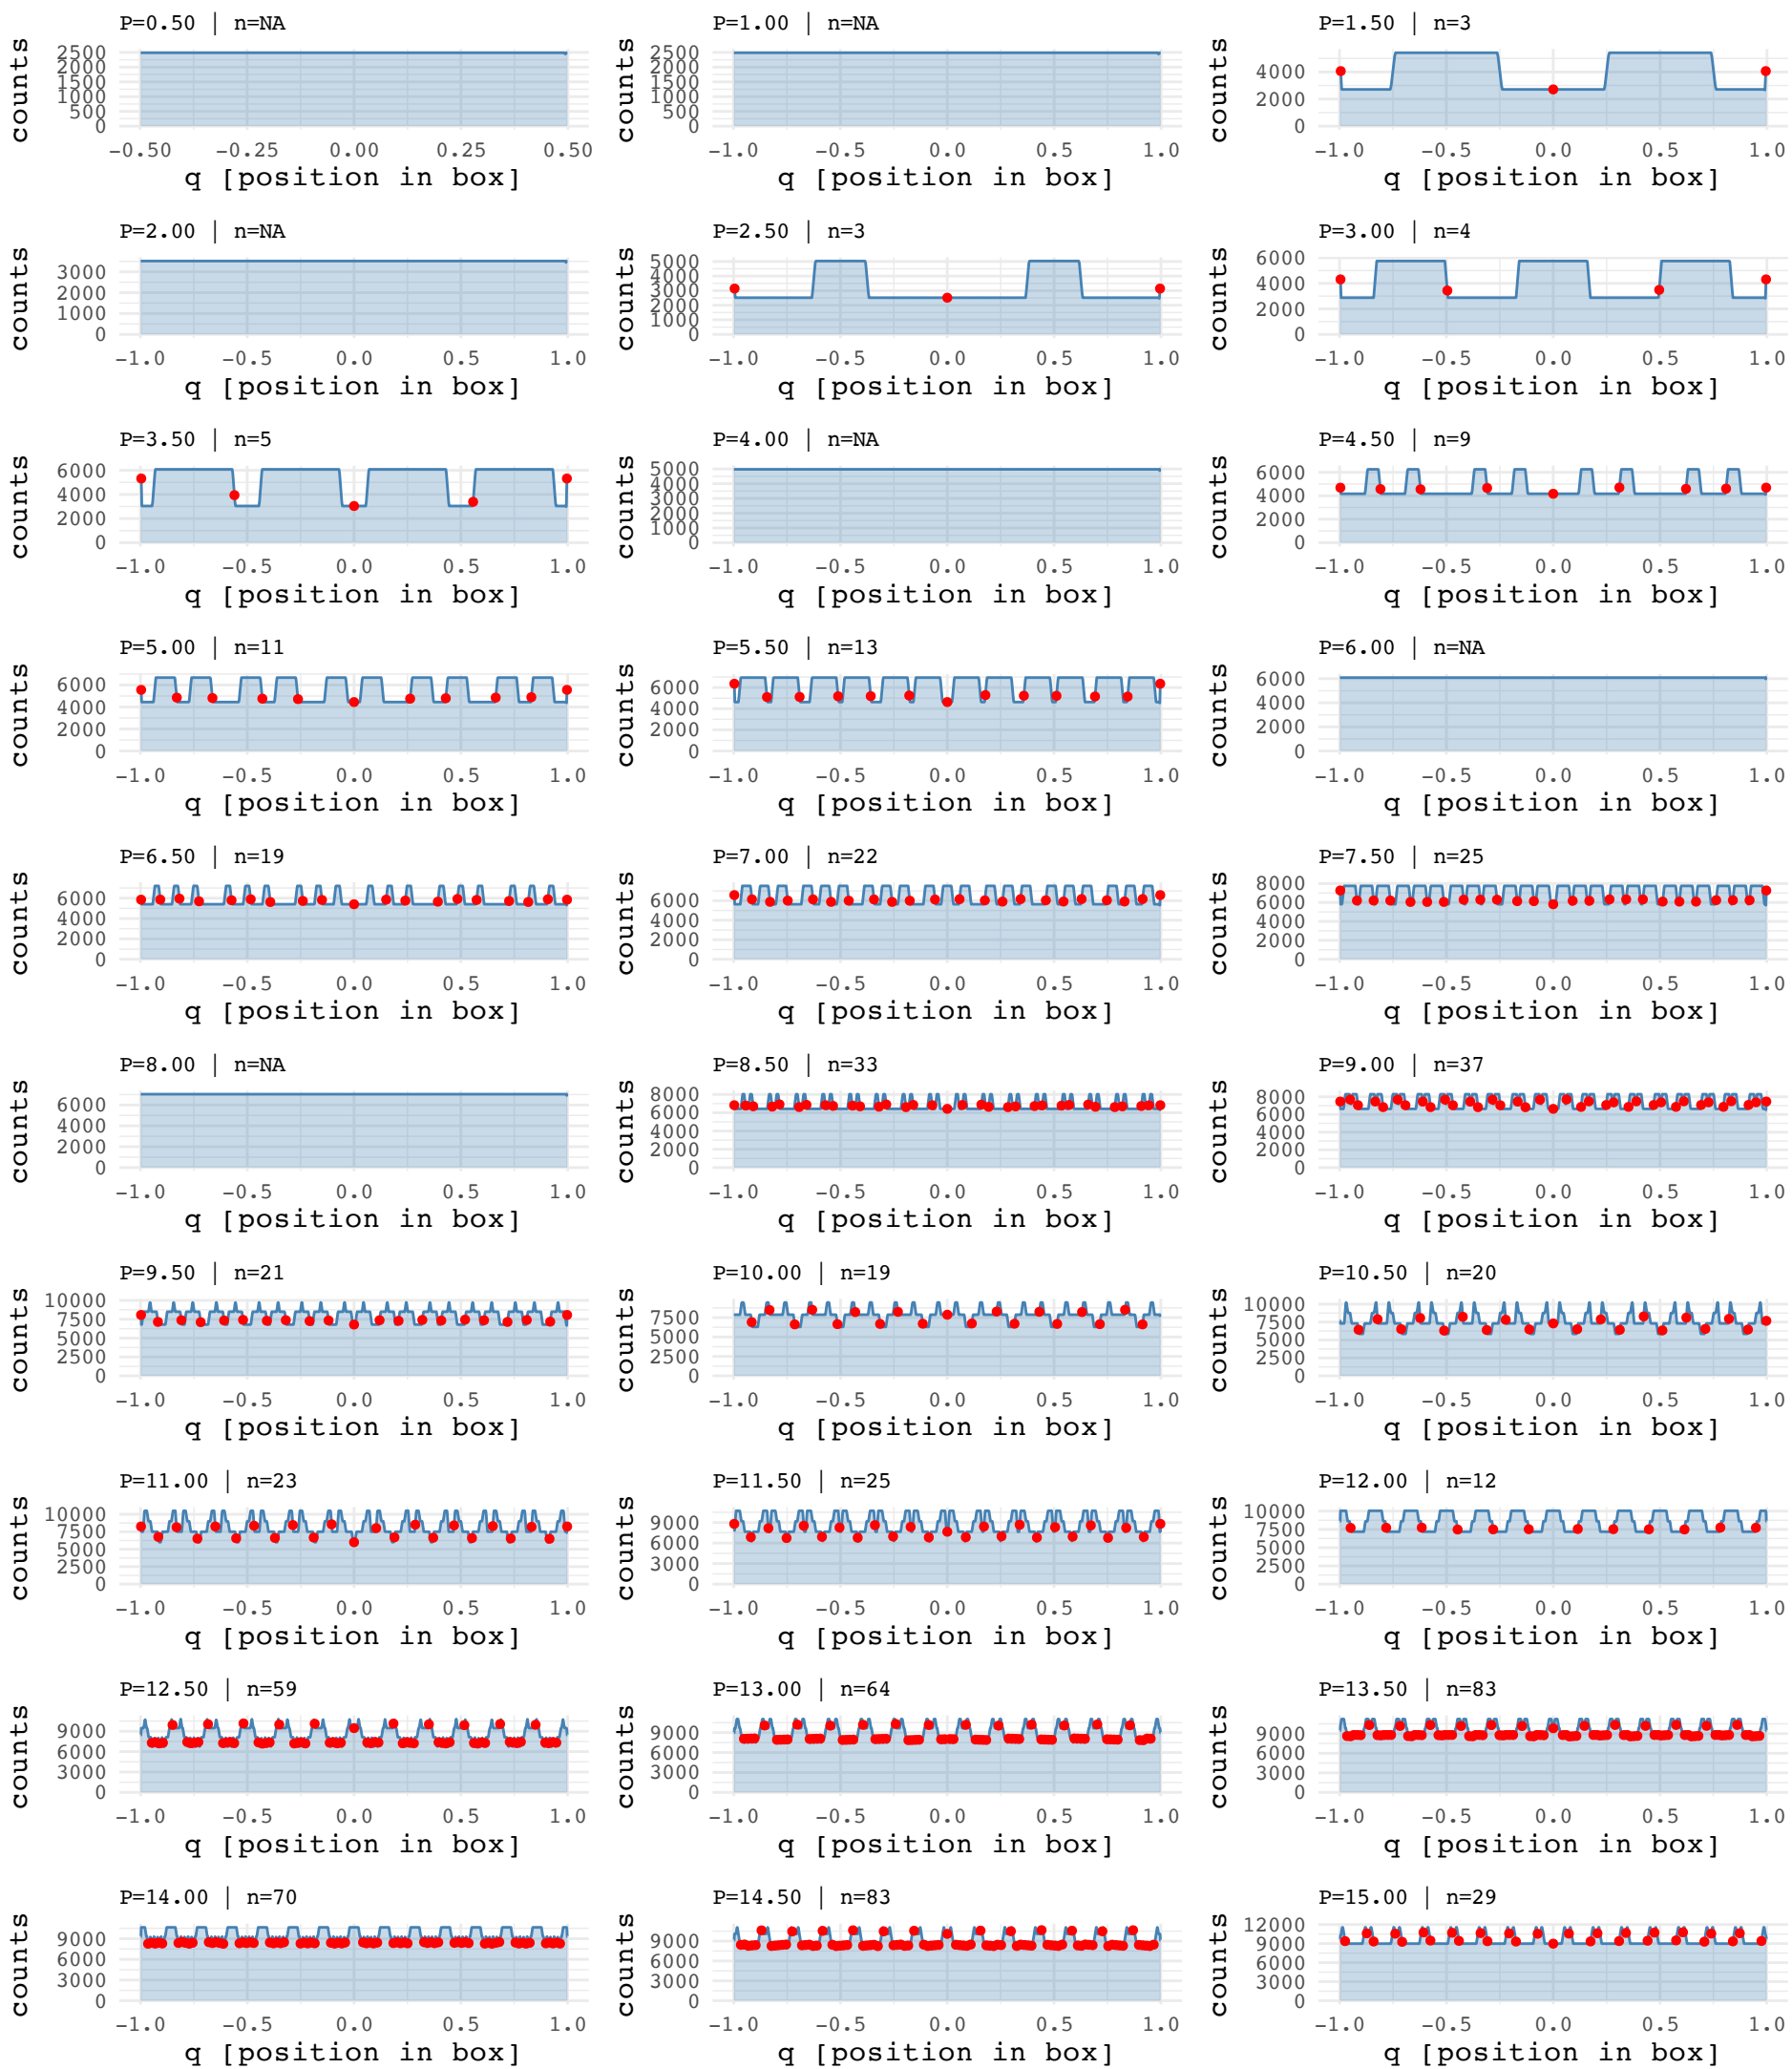 P=0.50 | n=NA
counts
2500
2000
1500
1000
500
0
-0.50 -0.25 0.00 0.25 0.50
q [position in box]
P=1.00 | n=NA
counts
2500
2000
1500
1000
500
0
-1.0 -0.5 0.0 0.5 1.0
q [position in box]
P=1.50 | n=3
counts
4000
2000
0
-1.0 -0.5 0.0 0.5 1.0
q [position in box]
P=2.00 | n=NA
counts
3000
2000
1000
0
-1.0 -0.5 0.0 0.5 1.0
q [position in box]
P=2.50 | n=3
counts
5000
4000
3000
2000
1000
0
-1.0 -0.5 0.0 0.5 1.0
q [position in box]
P=3.00 | n=4
counts
6000
4000
2000
0
-1.0 -0.5 0.0 0.5 1.0
q [position in box]
P=3.50 | n=5
counts
6000
4000
2000
0
-1.0 -0.5 0.0 0.5 1.0
q [position in box]
P=4.00 | n=NA
counts
5000
4000
3000
2000
1000
0
-1.0 -0.5 0.0 0.5 1.0
q [position in box]
P=4.50 | n=9
counts
6000
4000
2000
0
-1.0 -0.5 0.0 0.5 1.0
q [position in box]
P=5.00 | n=11
counts
6000
4000
2000
0
-1.0 -0.5 0.0 0.5 1.0
q [position in box]
P=5.50 | n=13
counts
6000
4000
2000
0
-1.0 -0.5 0.0 0.5 1.0
q [position in box]
P=6.00 | n=NA
counts
6000
4000
2000
0
-1.0 -0.5 0.0 0.5 1.0
q [position in box]
P=6.50 | n=19
counts
6000
4000
2000
0
-1.0 -0.5 0.0 0.5 1.0
q [position in box]
P=7.00 | n=22
counts
6000
4000
2000
0
-1.0 -0.5 0.0 0.5 1.0
q [position in box]
P=7.50 | n=25
counts
8000
6000
4000
2000
0
-1.0 -0.5 0.0 0.5 1.0
q [position in box]
P=8.00 | n=NA
counts
6000
4000
2000
0
-1.0 -0.5 0.0 0.5 1.0
q [position in box]
P=8.50 | n=33
counts
8000
6000
4000
2000
0
-1.0 -0.5 0.0 0.5 1.0
q [position in box]
P=9.00 | n=37
counts
8000
6000
4000
2000
0
-1.0 -0.5 0.0 0.5 1.0
q [position in box]
P=9.50 | n=21
counts
10000
7500
5000
2500
0
-1.0 -0.5 0.0 0.5 1.0
q [position in box]
P=10.00 | n=19
counts
7500
5000
2500
0
-1.0 -0.5 0.0 0.5 1.0
q [position in box]
P=10.50 | n=20
counts
10000
7500
5000
2500
0
-1.0 -0.5 0.0 0.5 1.0
q [position in box]
P=11.00 | n=23
counts
10000
7500
5000
2500
0
-1.0 -0.5 0.0 0.5 1.0
q [position in box]
P=11.50 | n=25
counts
9000
6000
3000
0
-1.0 -0.5 0.0 0.5 1.0
q [position in box]
P=12.00 | n=12
counts
10000
7500
5000
2500
0
-1.0 -0.5 0.0 0.5 1.0
q [position in box]
P=12.50 | n=59
counts
9000
6000
3000
0
-1.0 -0.5 0.0 0.5 1.0
q [position in box]
P=13.00 | n=64
counts
9000
6000
3000
0
-1.0 -0.5 0.0 0.5 1.0
q [position in box]
P=13.50 | n=83
counts
9000
6000
3000
0
-1.0 -0.5 0.0 0.5 1.0
q [position in box]
P=14.00 | n=70
counts
9000
6000
3000
0
-1.0 -0.5 0.0 0.5 1.0
q [position in box]
P=14.50 | n=83
counts
9000
6000
3000
0
-1.0 -0.5 0.0 0.5 1.0
q [position in box]
P=15.00 | n=29
counts
12000
9000
6000
3000
0
-1.0 -0.5 0.0 0.5 1.0
q [position in box]